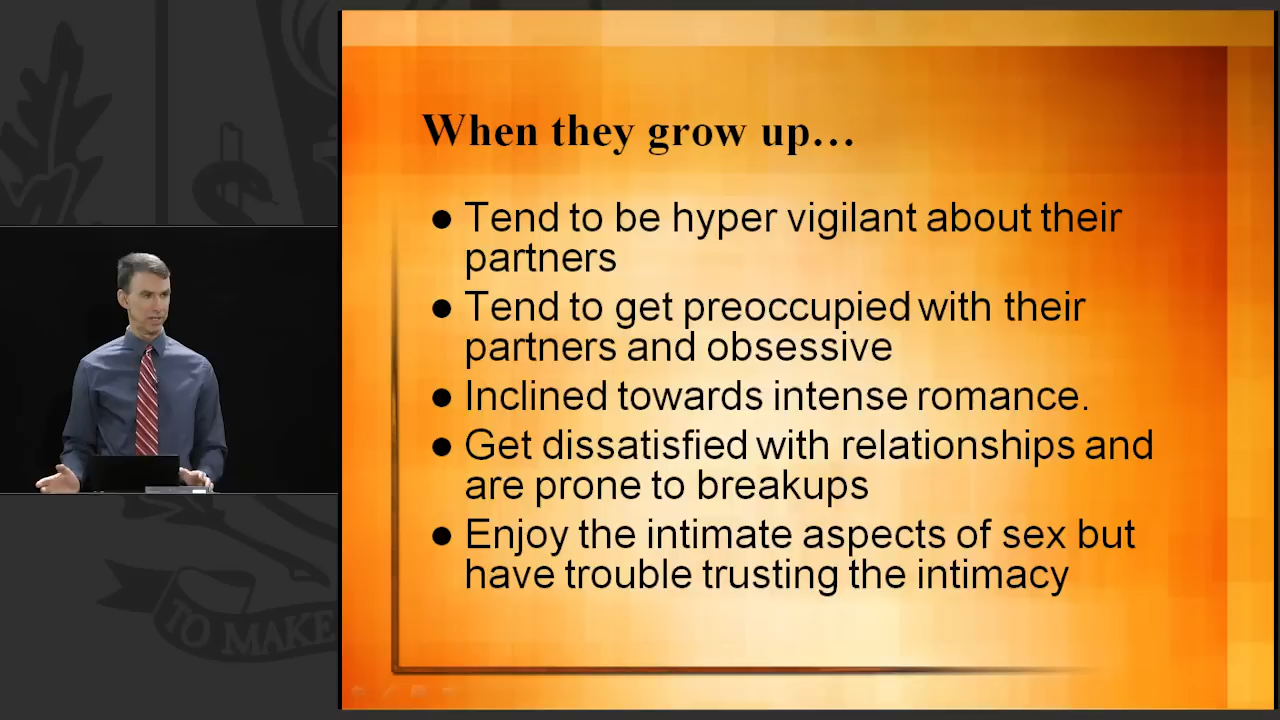 When they grow up…
● Tend to be hyper vigilant about their
partners
● Tend to get preoccupied with their
partners and obsessive
● Inclined towards intense romance.
● Get dissatisfied with relationships and
are prone to breakups
● Enjoy the intimate aspects of sex but
have trouble trusting the intimacy
TO MAKE